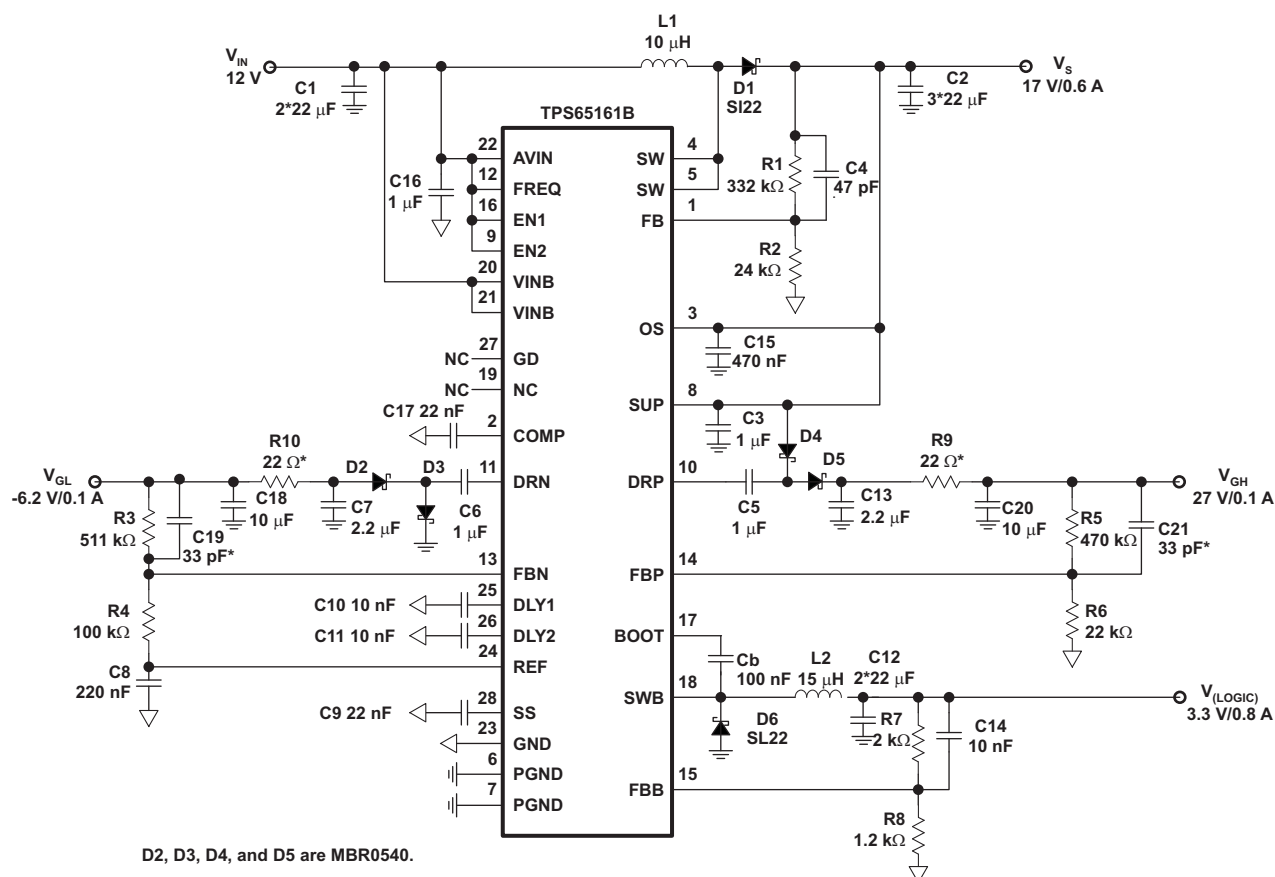 L1
10 μH
VIN
12 V
C1
2*22 μF
D1
SI22
C2
3*22 μF
VS
17 V/0.6 A
TPS65161B
22
AVIN
12
FREQ
16
EN1
9
EN2
20
VINB
21
VINB
27
NC
GD
19
NC
NC
C17 22 nF
2
COMP
11
DRN
13
FBN
C10 10 nF
25
DLY1
C11 10 nF
26
DLY2
24
REF
C9 22 nF
28
SS
23
GND
6
PGND
7
PGND
4
SW
5
SW
1
FB
3
OS
8
SUP
10
DRP
14
FBP
17
BOOT
18
SWB
15
FBB
C16
1 μF
R1
332 kΩ
C4
47 pF
R2
24 kΩ
C15
470 nF
C3
1 μF
D4
D5
R9
22 Ω*
C5
1 μF
C13
2.2 μF
C20
10 μF
R5
470 kΩ
C21
33 pF*
VGH
27 V/0.1 A
R6
22 kΩ
VGL
-6.2 V/0.1 A
R10
22 Ω*
D2
D3
R3
511 kΩ
C19
33 pF*
C18
10 μF
C7
2.2 μF
C6
1 μF
R4
100 kΩ
C8
220 nF
Cb
100 nF
L2
15 μH
C12
2*22 μF
D6
SL22
R7
2 kΩ
C14
10 nF
V(LOGIC)
3.3 V/0.8 A
R8
1.2 kΩ
D2, D3, D4, and D5 are MBR0540.